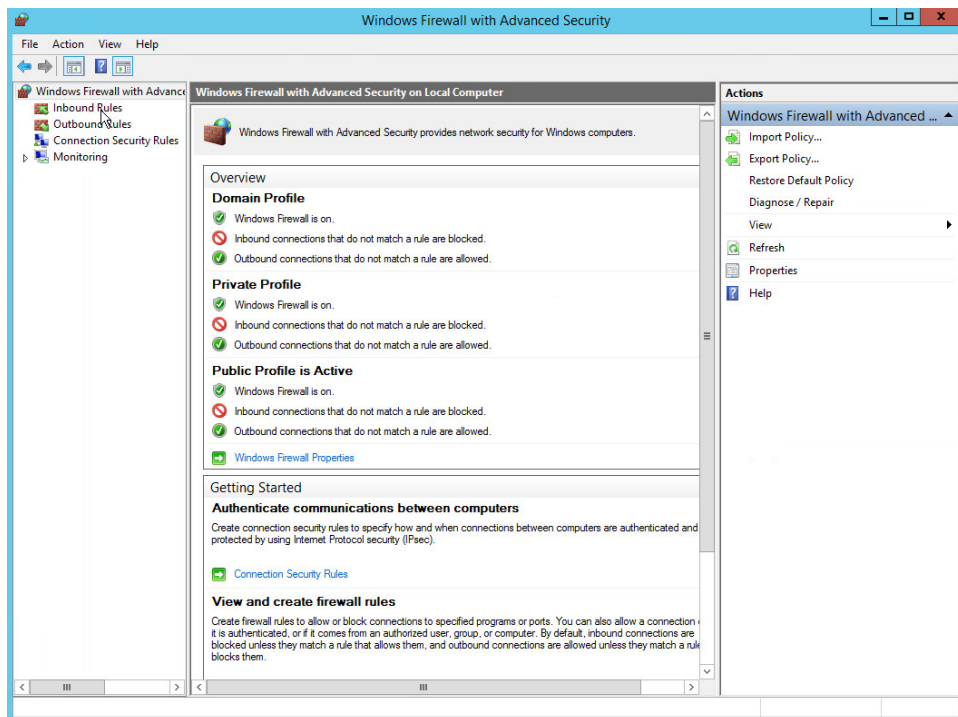 Windows Firewall with Advanced Security
File Action View Help
Windows Firewall with Advance
Inbound Rules
Outbound Rules
Connection Security Rules
Monitoring
Windows Firewall with Advanced Security on Local Computer
Windows Firewall with Advanced Security provides network security for Windows computers.
Overview
Domain Profile
Windows Firewall is on.
Inbound connections that do not match a rule are blocked.
Outbound connections that do not match a rule are allowed.
Private Profile
Windows Firewall is on.
Inbound connections that do not match a rule are blocked.
Outbound connections that do not match a rule are allowed.
Public Profile is Active
Windows Firewall is on.
Inbound connections that do not match a rule are blocked.
Outbound connections that do not match a rule are allowed.
Windows Firewall Properties
Getting Started
Authenticate communications between computers
Create connection security rules to specify how and when connections between computers are authenticated and
protected by using Internet Protocol security (IPsec).
Connection Security Rules
View and create firewall rules
Create firewall rules to allow or block connections to specified programs or ports. You can also allow a connection
it is authenticated, or if it comes from an authorized user, group, or computer. By default, inbound connections are
blocked unless they match a rule that allows them, and outbound connections are allowed unless they match a rule
blocks them.
Actions
Windows Firewall with Advanced ...
Import Policy...
Export Policy...
Restore Default Policy
Diagnose / Repair
View
Refresh
Properties
Help